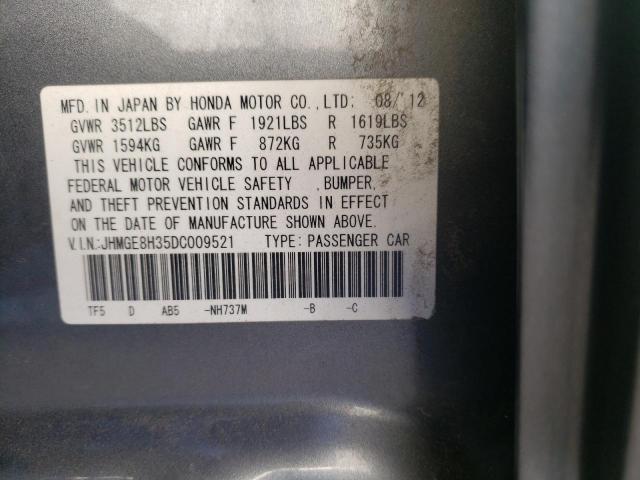 MFD. IN JAPAN BY HONDA MOTOR CO.,LTD: 08/'12
GVWR 3512LBS GAWR F 1921LBS R 1619LBS
GVWR 1594KG GAWR F 872KG R 735KG
THIS VEHICLE CONFORMS TO ALL APPLICABLE
FEDERAL MOTOR VEHICLE SAFETY ,BUMPER,
AND THEFT PREVENTION STANDARDS IN EFFECT
ON THE DATE OF MANUFACTURE SHOWN ABOVE.
V.I.N.:JHMGE8H35DC009521 TYPE: PASSENGER CAR
TF5 D AB5 -NH737M -B -C